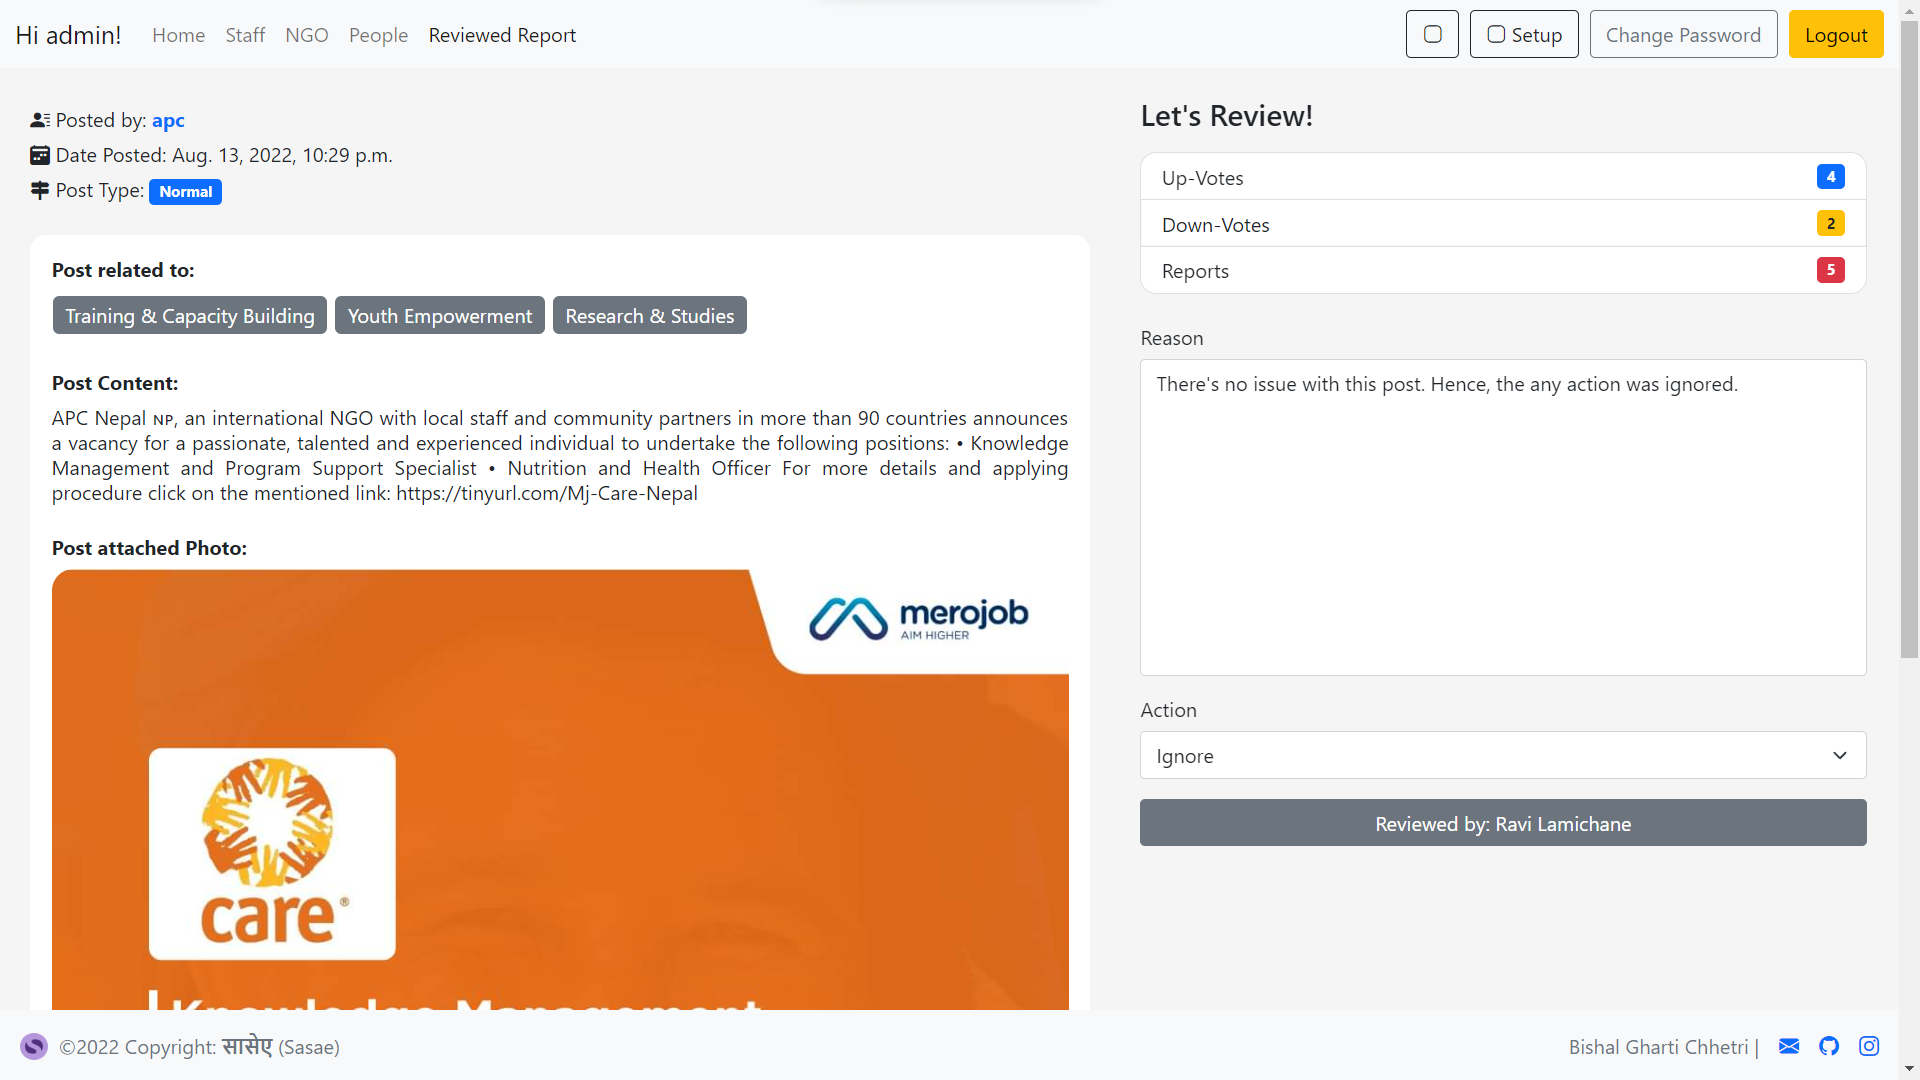 Hi admin! Home Staff NGO People Reviewed Report Setup Change Password Logout
Posted by: apc
Date Posted: Aug. 13, 2022, 10:29 p.m.
Post Type: Normal
Post related to:
Training & Capacity Building Youth Empowerment Research & Studies
Post Content:
APC Nepal ɴᴘ, an international NGO with local staff and community partners in more than 90 countries announces
a vacancy for a passionate, talented and experienced individual to undertake the following positions: • Knowledge
Management and Program Support Specialist • Nutrition and Health Officer For more details and applying
procedure click on the mentioned link: https://tinyurl.com/Mj-Care-Nepal
Post attached Photo:
merojob
AIM HIGHER
care®
Knowledge Management
Let's Review!
Up-Votes 4
Down-Votes 2
Reports 5
Reason
There's no issue with this post. Hence, the any action was ignored.
Action
Ignore
Reviewed by: Ravi Lamichane
©2022 Copyright: सासेए (Sasae)
Bishal Gharti Chhetri |